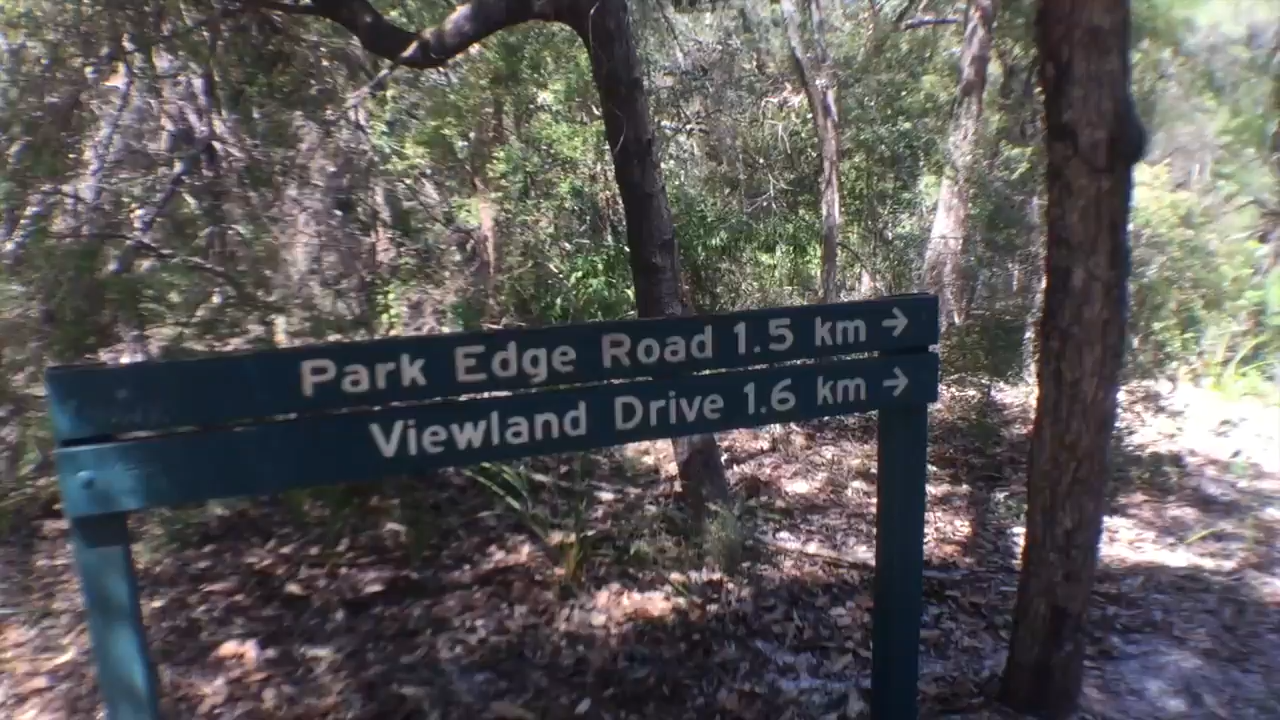 Park Edge Road 1.5 km →
Viewland Drive 1.6 km →